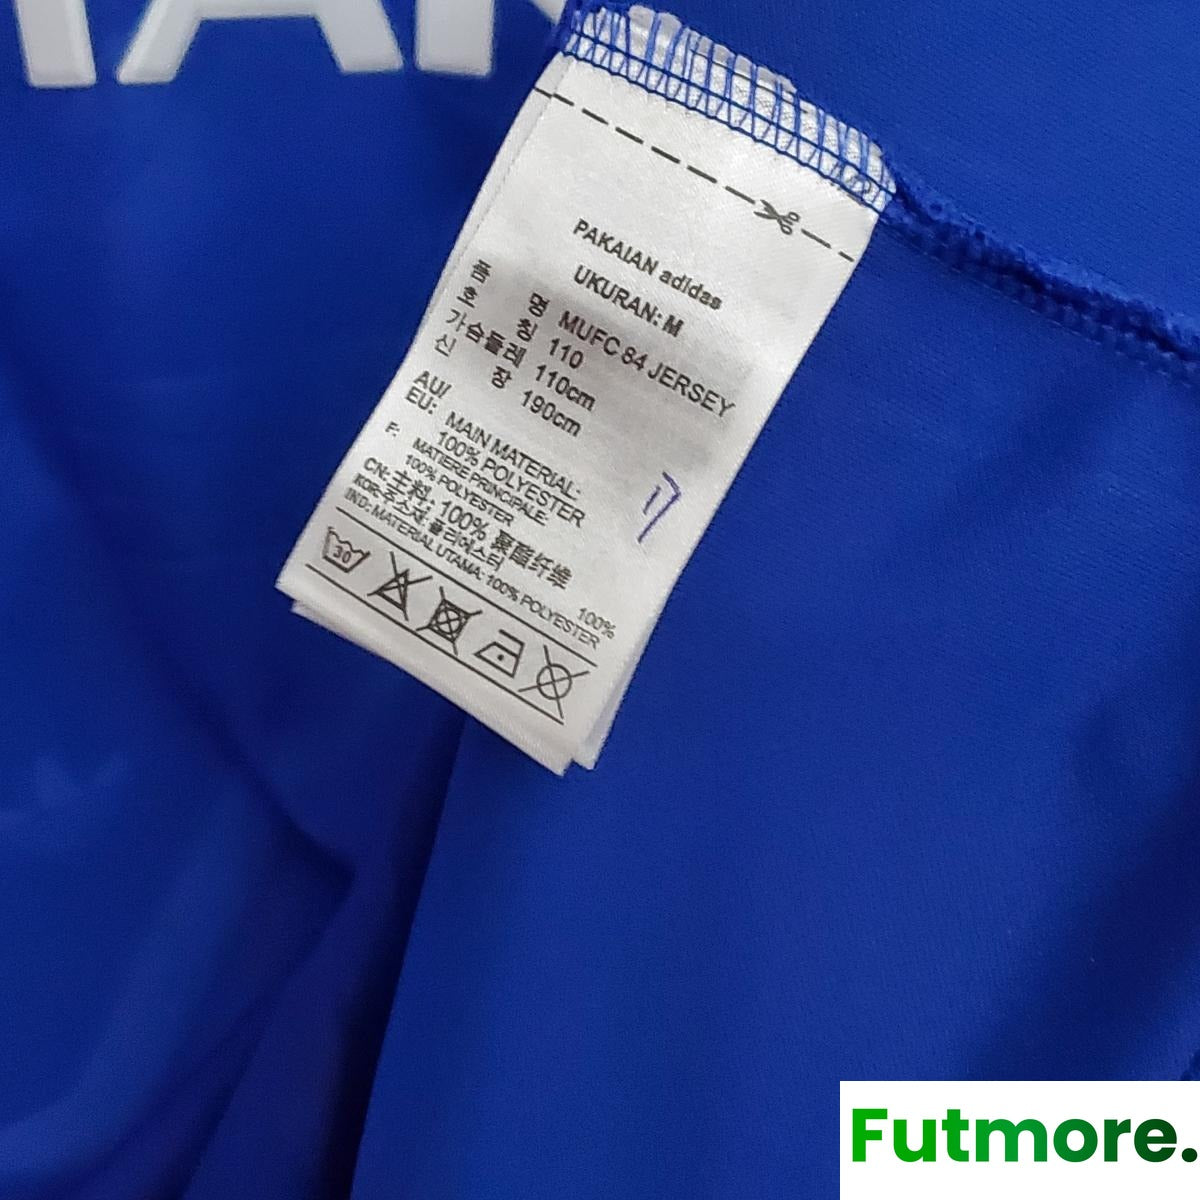 PAKAIAN adidas
UKURAN: M
품 명 MUFC 84 JERSEY
호 칭 110
가슴둘레 110cm
신 장 190cm
AU/
EU: MAIN MATERIAL:
100% POLYESTER
F: MATIERE PRINCIPALE:
100% POLYESTER
CN: 主料: 100% 聚酯纤维
KOR: 주소재: 폴리에스터 100%
IND: MATERIAL UTAMA: 100% POLYESTER
30
17
Futmore.